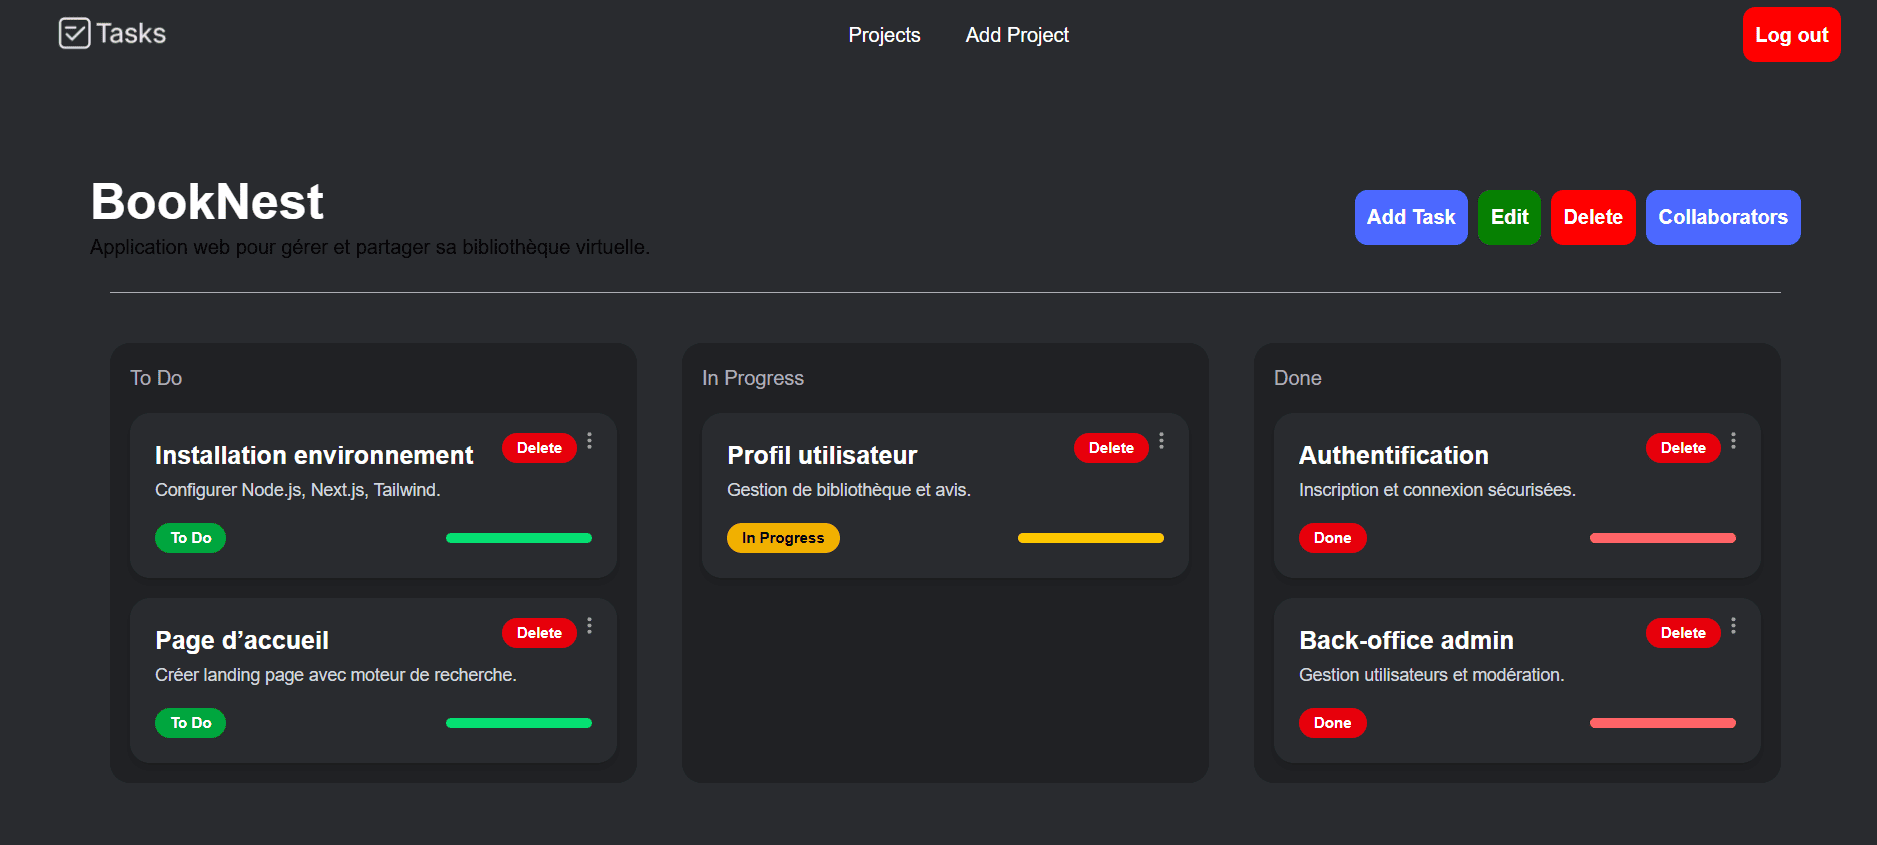 Tasks
Projects
Add Project
Log out
BookNest
Application web pour gérer et partager sa bibliothèque virtuelle.
Add Task
Edit
Delete
Collaborators
To Do
Installation environnement
Delete
Configurer Node.js, Next.js, Tailwind.
To Do
Page d’accueil
Delete
Créer landing page avec moteur de recherche.
To Do
In Progress
Profil utilisateur
Delete
Gestion de bibliothèque et avis.
In Progress
Done
Authentification
Delete
Inscription et connexion sécurisées.
Done
Back-office admin
Delete
Gestion utilisateurs et modération.
Done